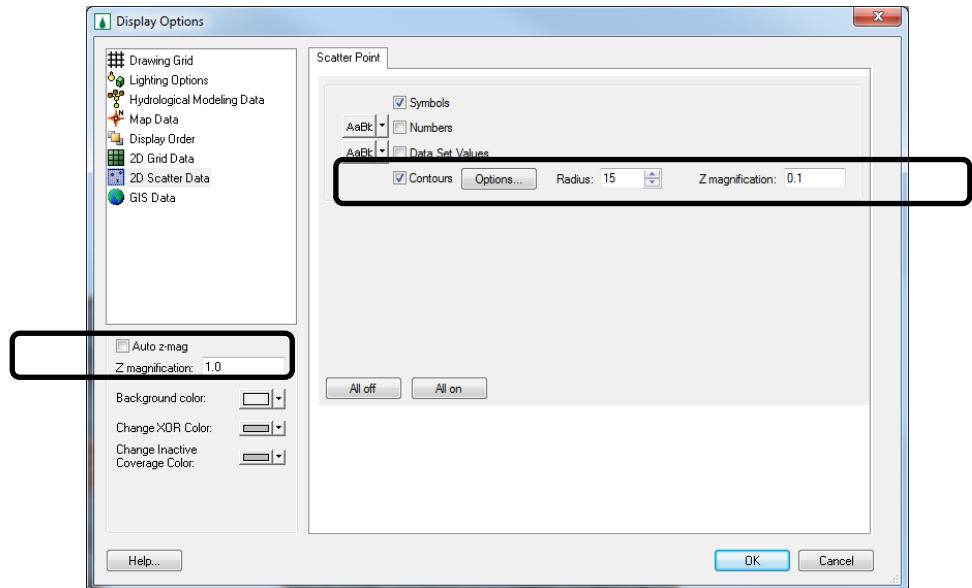 Display Options
Drawing Grid
Lighting Options
Hydrological Modeling Data
Map Data
Display Order
2D Grid Data
2D Scatter Data
GIS Data
Auto z-mag
Z magnification: 1.0
Background color:
Change XOR Color:
Change Inactive
Coverage Color:
Scatter Point
Symbols
AaBb Numbers
AaBb Data Set Values
Contours Options... Radius: 15 Z magnification: 0.1
All off All on
Help... OK Cancel